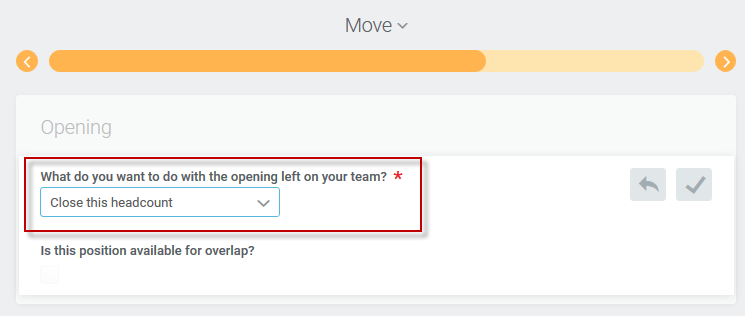 Move
Opening
What do you want to do with the opening left on your team? *
Close this headcount
Is this position available for overlap?